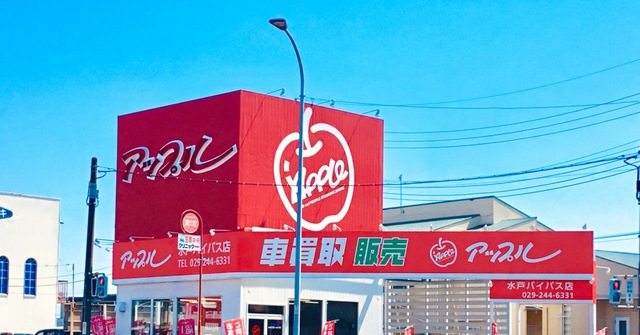 アップル
APPLE
アップル
水戸バイパス店
TEL 029-244-6331
車買取 販売
APPLE
アップル
水戸バイパス店
029-244-6331